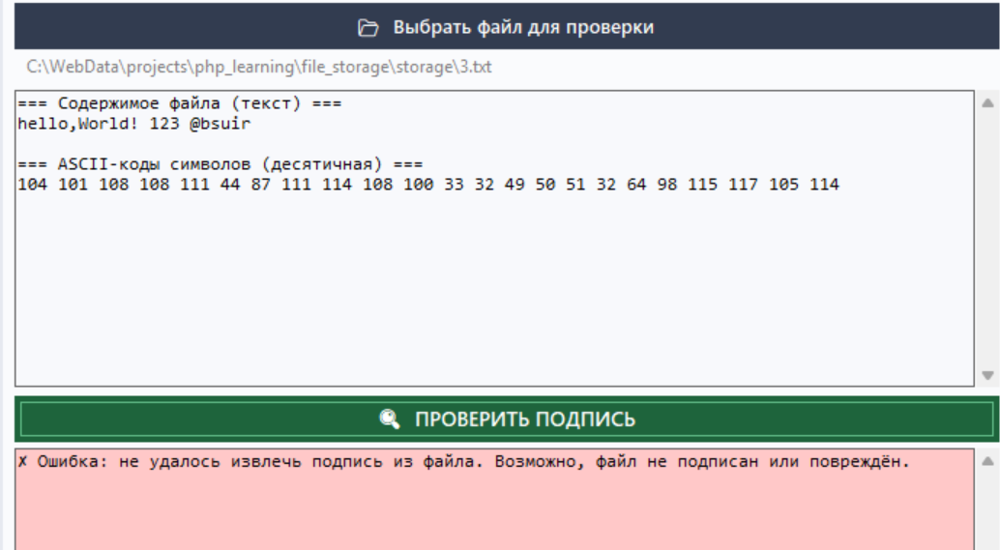 Выбрать файл для проверки
C:\WebData\projects\php_learning\file_storage\storage\3.txt
=== Содержимое файла (текст) ===
hello,World! 123 @bsuir
=== ASCII-коды символов (десятичная) ===
104 101 108 108 111 44 87 111 114 108 100 33 32 49 50 51 32 64 98 115 117 105 114
ПРОВЕРИТЬ ПОДПИСЬ
✗ Ошибка: не удалось извлечь подпись из файла. Возможно, файл не подписан или повреждён.